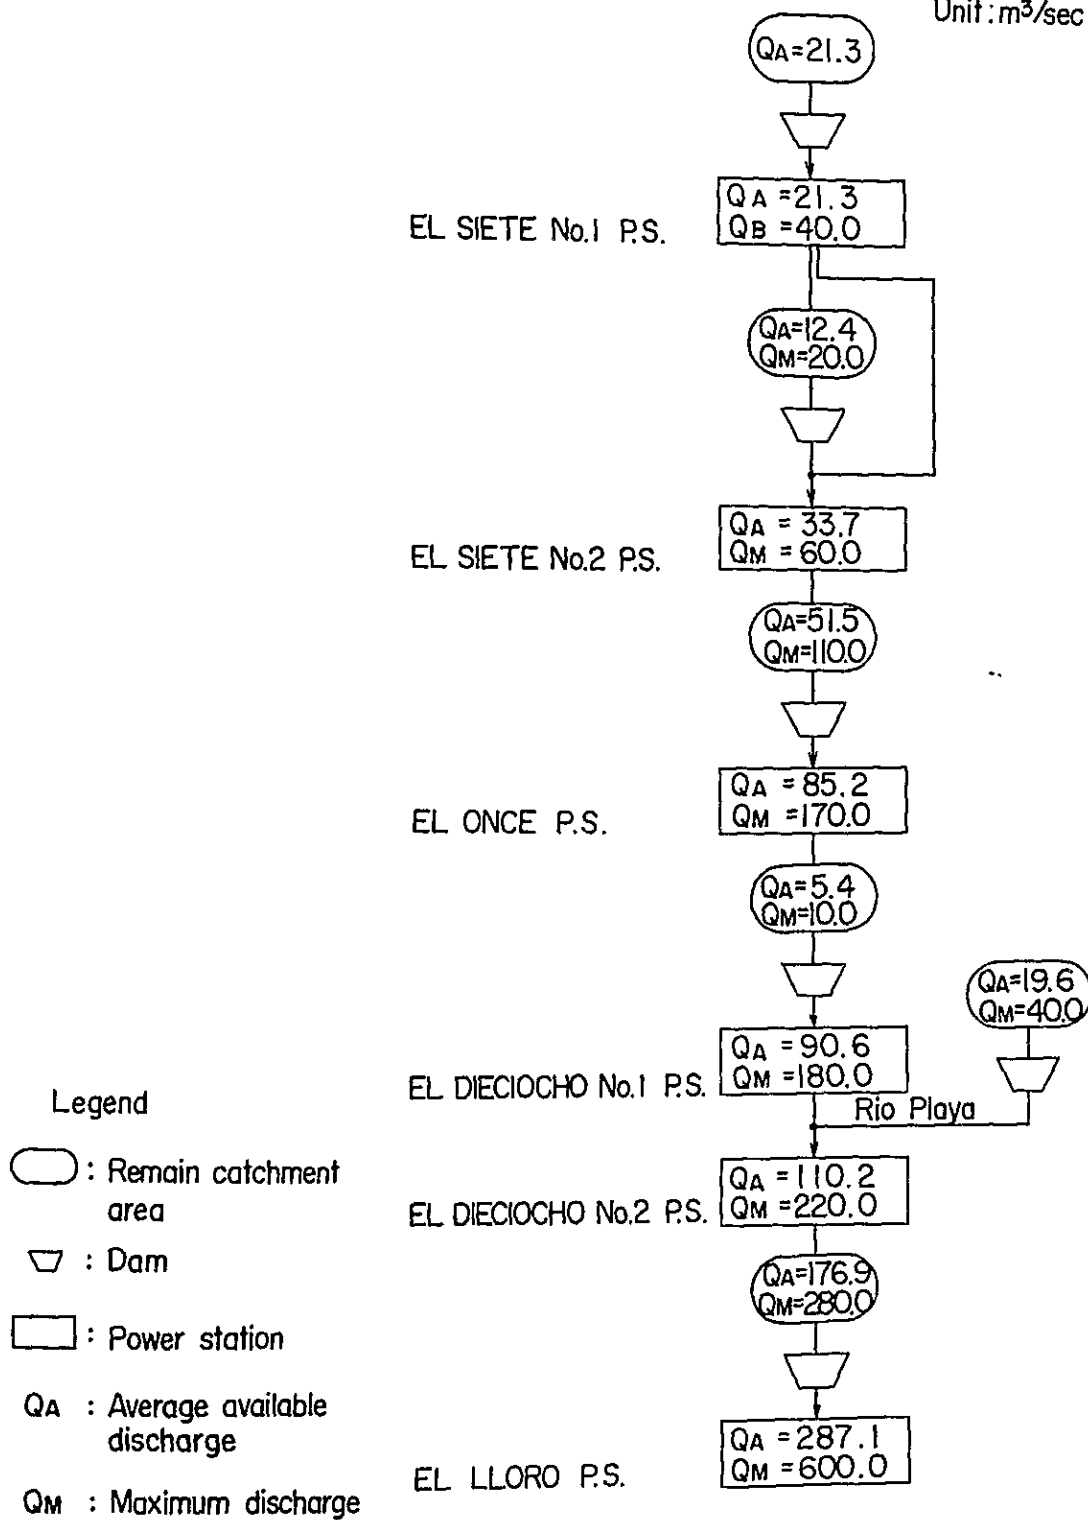 Unit: m³/sec
QA=21.3
QA =21.3
QB =40.0
EL SIETE No.1 P.S.
QA=12.4
QM=20.0
QA = 33.7
QM = 60.0
EL SIETE No.2 P.S.
QA=51.5
QM=110.0
QA = 85.2
QM =170.0
EL ONCE P.S.
QA=5.4
QM=10.0
QA=19.6
QM=40.0
QA =90.6
QM =180.0
EL DIECIOCHO No.1 P.S.
Rio Playa
QA =110.2
QM =220.0
EL DIECIOCHO No.2 P.S.
QA=176.9
QM=280.0
QA =287.1
QM =600.0
EL LLORO P.S.
Legend
: Remain catchment
area
: Dam
: Power station
QA : Average available
discharge
QM : Maximum discharge